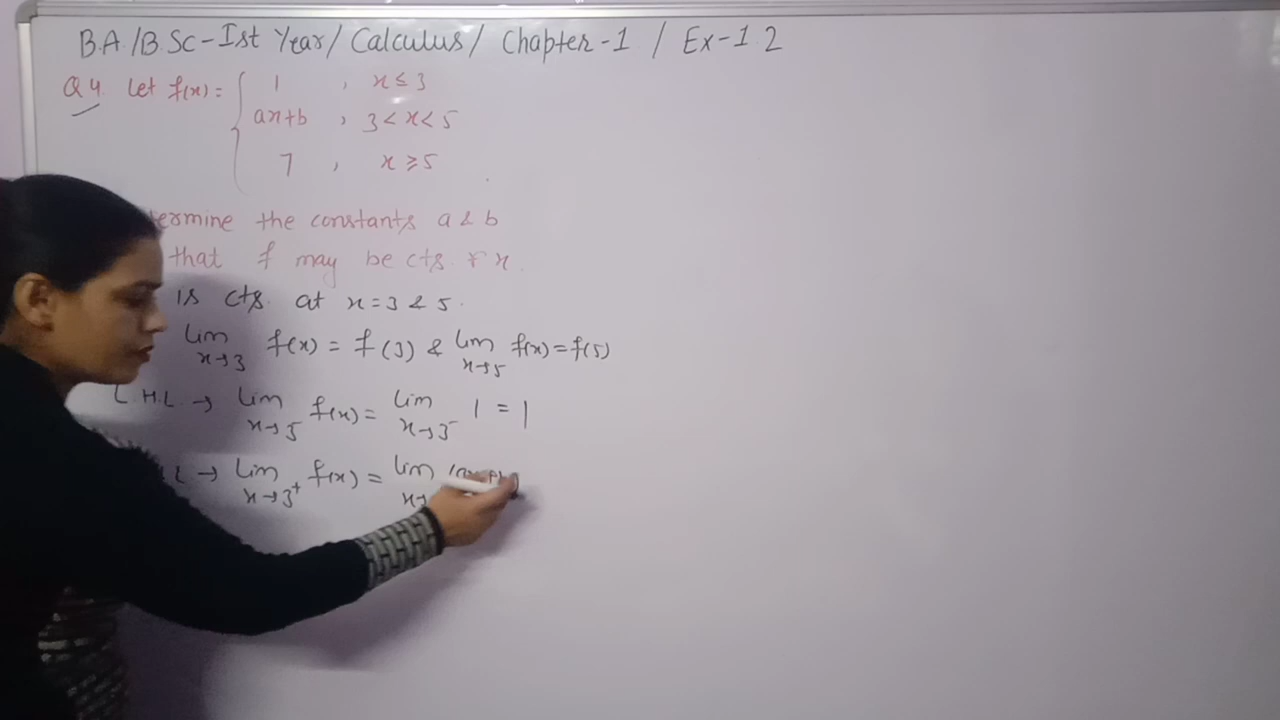 B.A./B.Sc-Ist Year/ Calculus/ Chapter-1 / Ex-1.2
Q4. Let f(x)= { 1 , x ≤ 3
ax+b , 3 < x < 5
7 , x ≥ 5
termine the constants a & b
that f may be cts. ∀ x.
is cts. at x = 3 & 5.
lim x→3 f(x) = f(3) & lim x→5 f(x) = f(5)
L.H.L → lim x→3⁻ f(x) = lim x→3⁻ 1 = 1
L → lim x→3⁺ f(x) = lim x→